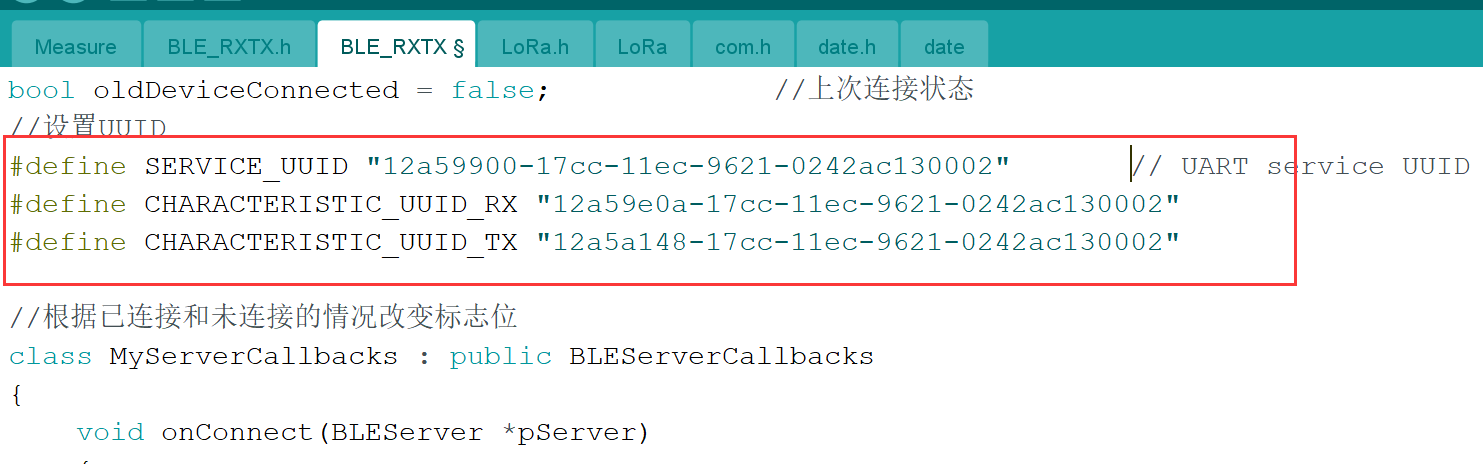 Measure BLE_RXTX.h BLE_RXTX § LoRa.h LoRa com.h date.h date
bool oldDeviceConnected = false; //上次连接状态
//设置UUID
#define SERVICE_UUID "12a59900-17cc-11ec-9621-0242ac130002" // UART service UUID
#define CHARACTERISTIC_UUID_RX "12a59e0a-17cc-11ec-9621-0242ac130002"
#define CHARACTERISTIC_UUID_TX "12a5a148-17cc-11ec-9621-0242ac130002"
//根据已连接和未连接的情况改变标志位
class MyServerCallbacks : public BLEServerCallbacks
{
void onConnect(BLEServer *pServer)